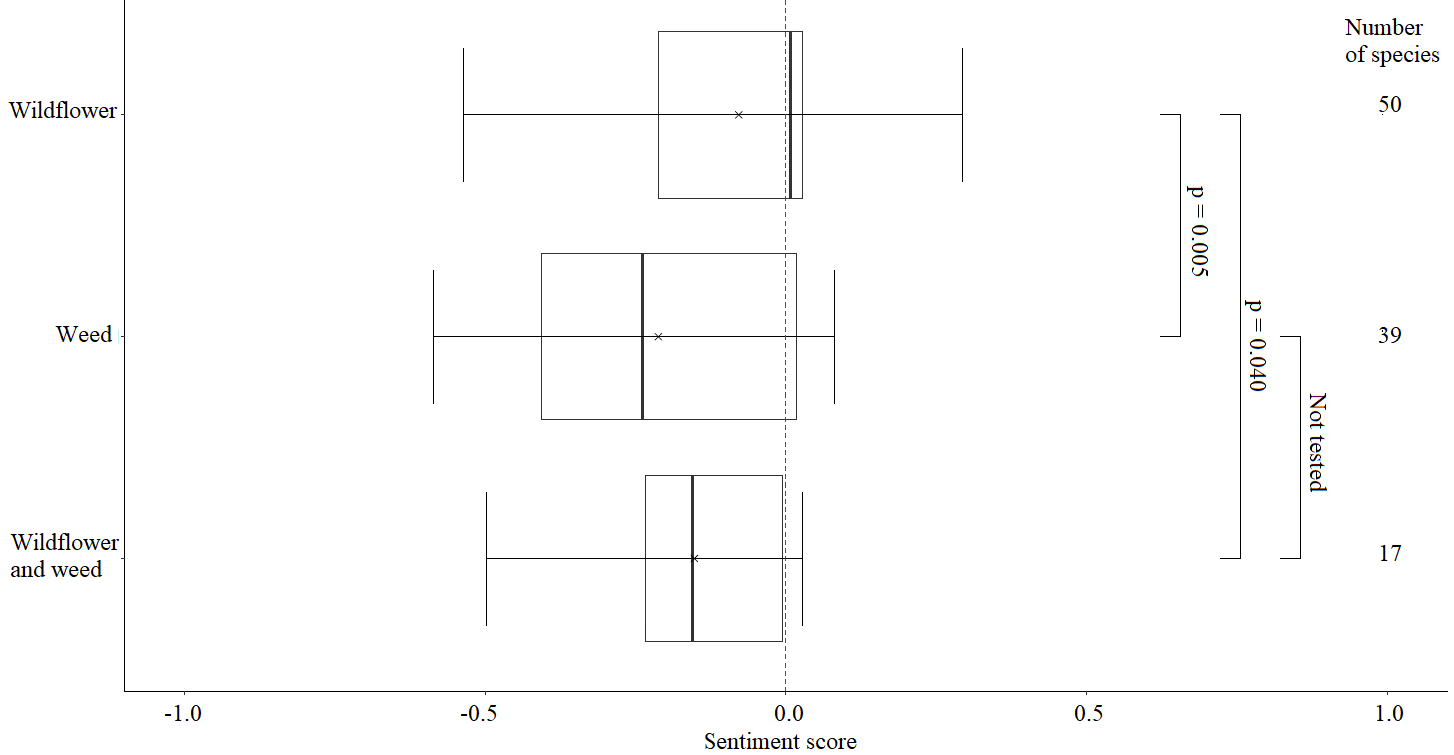 Number
of species
Wildflower
50
p = 0.005
Weed
39
p = 0.040
Not tested
Wildflower
and weed
17
-1.0
-0.5
0.0
0.5
1.0
Sentiment score